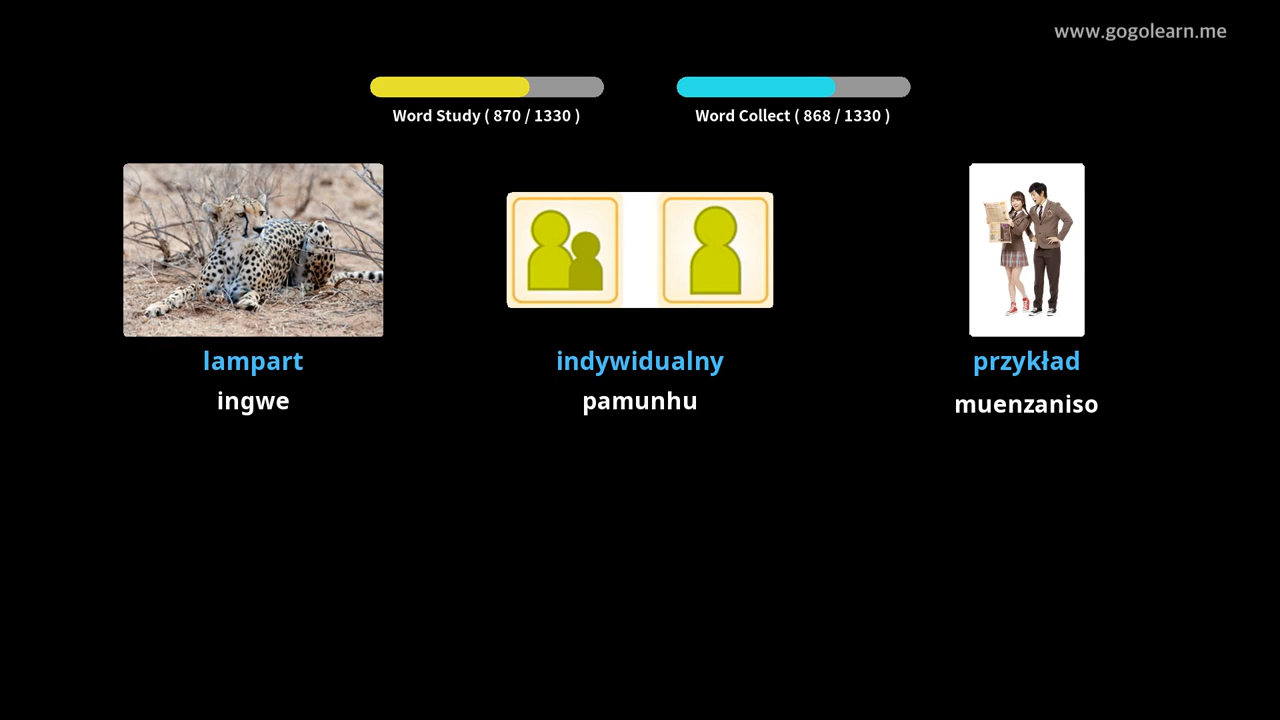 www.gogolearn.me
Word Study ( 870 / 1330 )
Word Collect ( 868 / 1330 )
lampart
indywidualny
przykład
ingwe
pamunhu
muenzaniso